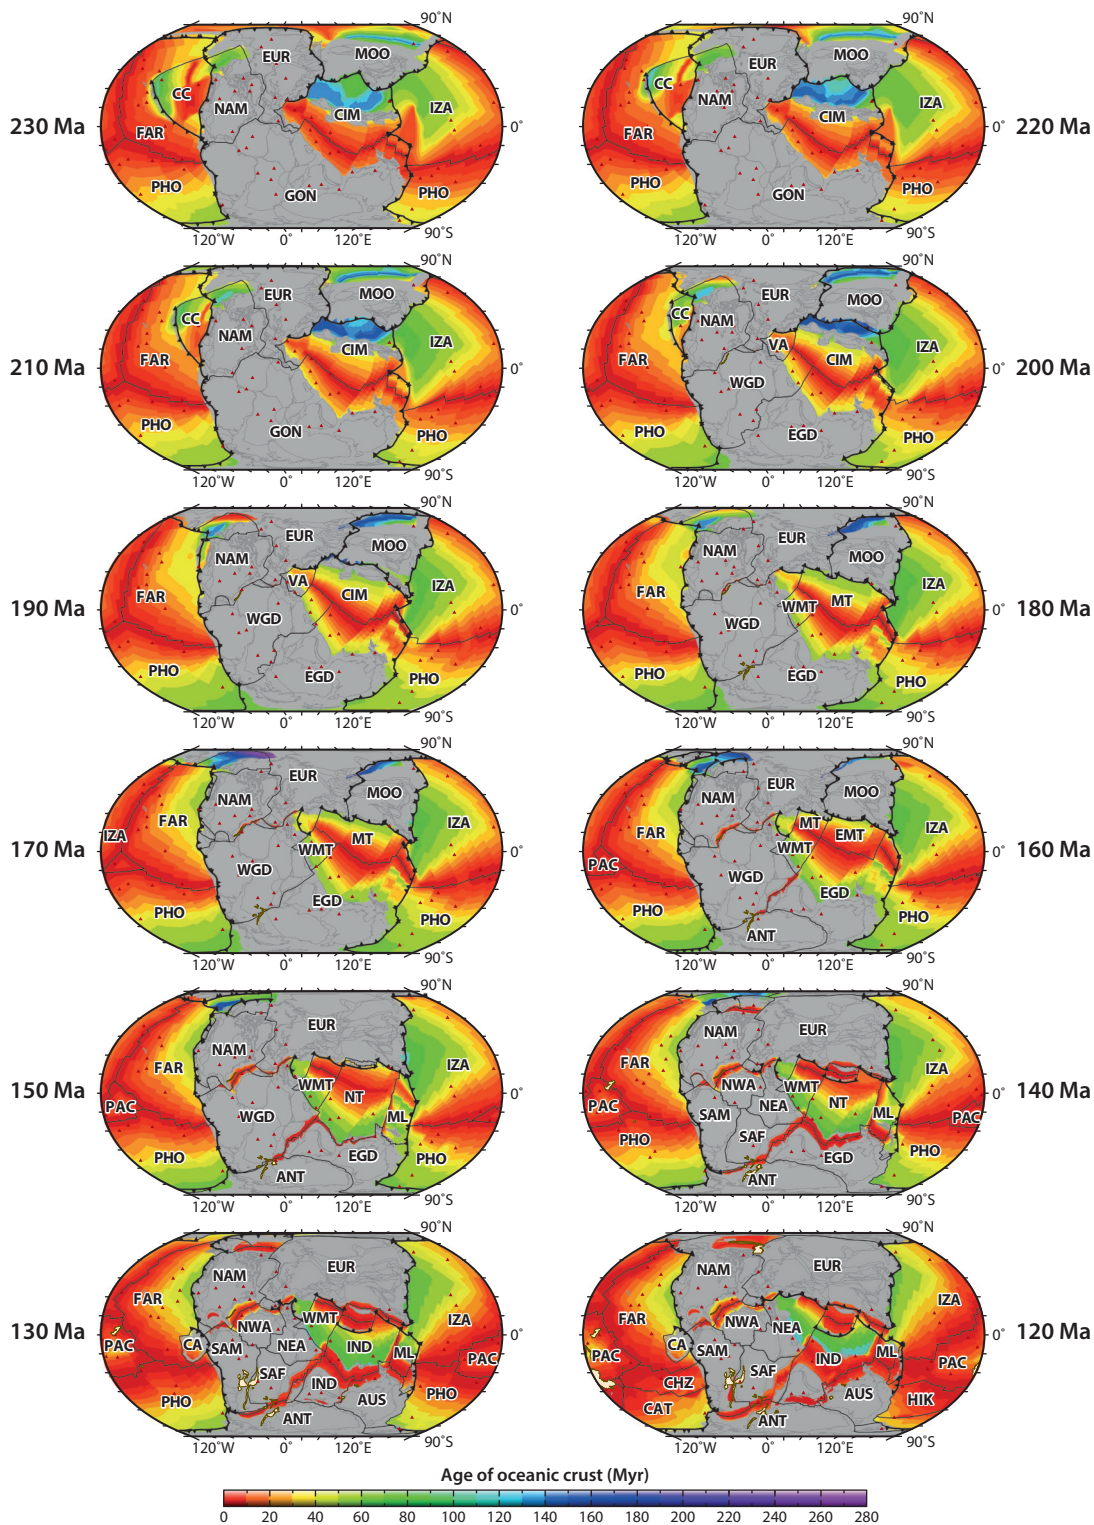 90˚N 90˚N
EUR MOO EUR MOO
CC CC
NAM IZA NAM IZA
230 Ma CIM 0˚ CIM 220 Ma
FAR FAR 0˚
PHO PHO PHO PHO
GON GON
120˚W 0˚ 120˚E 90˚S 120˚W 0˚ 120˚E 90˚S
90˚N 90˚N
EUR MOO EUR MOO
CC CC
NAM IZA NAM IZA
CIM VA CIM
210 Ma FAR 0˚ FAR 0˚ 200 Ma
WGD
PHO GON PHO PHO EGD PHO
120˚W 0˚ 120˚E 90˚S 120˚W 0˚ 120˚E 90˚S
90˚N 90˚N
EUR MOO EUR MOO
NAM NAM
VA IZA IZA
190 Ma FAR CIM 0˚ FAR WMT MT 0˚ 180 Ma
WGD WGD
PHO EGD PHO PHO EGD PHO
120˚W 0˚ 120˚E 90˚S 120˚W 0˚ 120˚E 90˚S
90˚N 90˚N
EUR MOO EUR MOO
NAM NAM
FAR IZA MT IZA
170 Ma IZA WMT MT 0˚ FAR WMT EMT 0˚ 160 Ma
PAC
WGD WGD
PHO EGD PHO PHO EGD PHO
ANT
120˚W 0˚ 120˚E 90˚S 120˚W 0˚ 120˚E 90˚S
90˚N 90˚N
EUR EUR
NAM NAM
FAR IZA FAR IZA
150 Ma PAC WMT NT 0˚ PAC NWA WMT NT 0˚ 140 Ma
WGD ML SAM NEA ML PAC
PHO EGD PHO PHO SAF EGD PHO
ANT ANT
120˚W 0˚ 120˚E 90˚S 120˚W 0˚ 120˚E 90˚S
90˚N 90˚N
NAM EUR NAM EUR
FAR IZA FAR IZA
130 Ma WMT 0˚ 0˚ 120 Ma
NWA NWA NEA
PAC CA SAM NEA IND ML PAC PAC CA SAM IND ML PAC
SAF IND CHZ SAF
PHO AUS PHO CAT AUS HIK
ANT ANT
120˚W 0˚ 120˚E 90˚S 120˚W 0˚ 120˚E 90˚S
Age of oceanic crust (Myr)
0 20 40 60 80 100 120 140 160 180 200 220 240 260 280